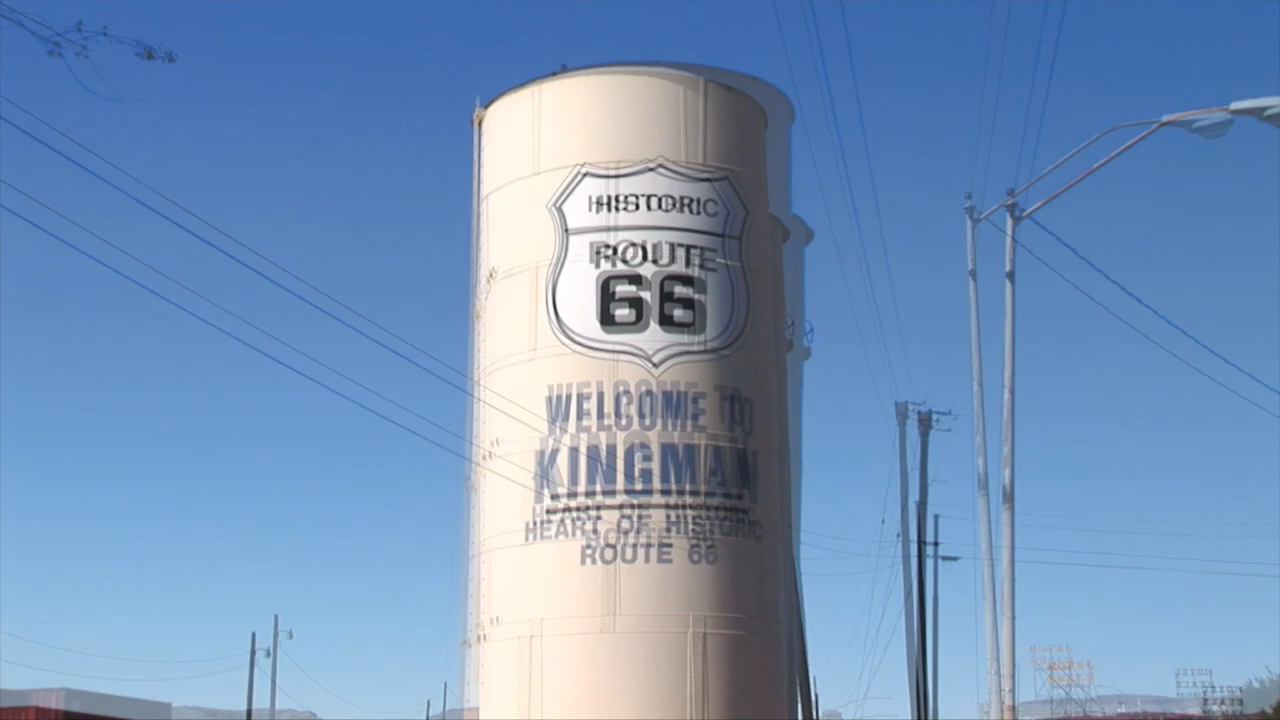 HISTORIC
ROUTE
66
WELCOME TO
KINGMAN
HEART OF HISTORIC
ROUTE 66